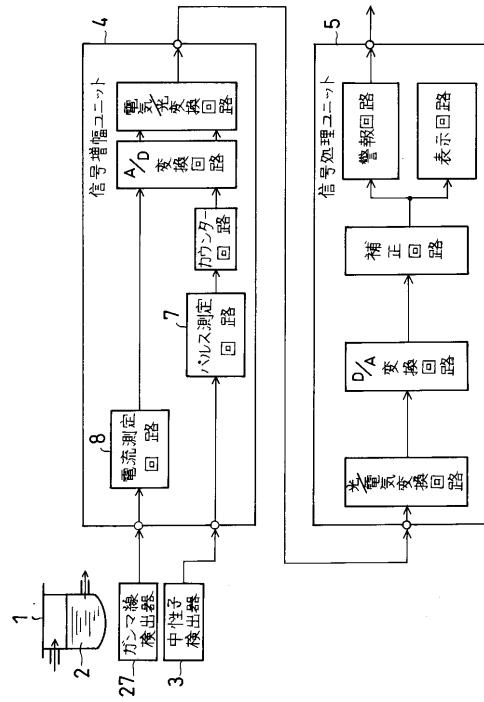 1
2
ガンマ線
検出器
27
中性子
検出器
3
信号増幅ユニット
4
8
電流測定
回路
7
パルス測定
回路
カウンター
回路
A/D
変換
回路
電気/光
変換回路
信号処理ユニット
5
光/電気
変換
回路
D/A
変換
回路
補正
回路
警報回路
表示回路